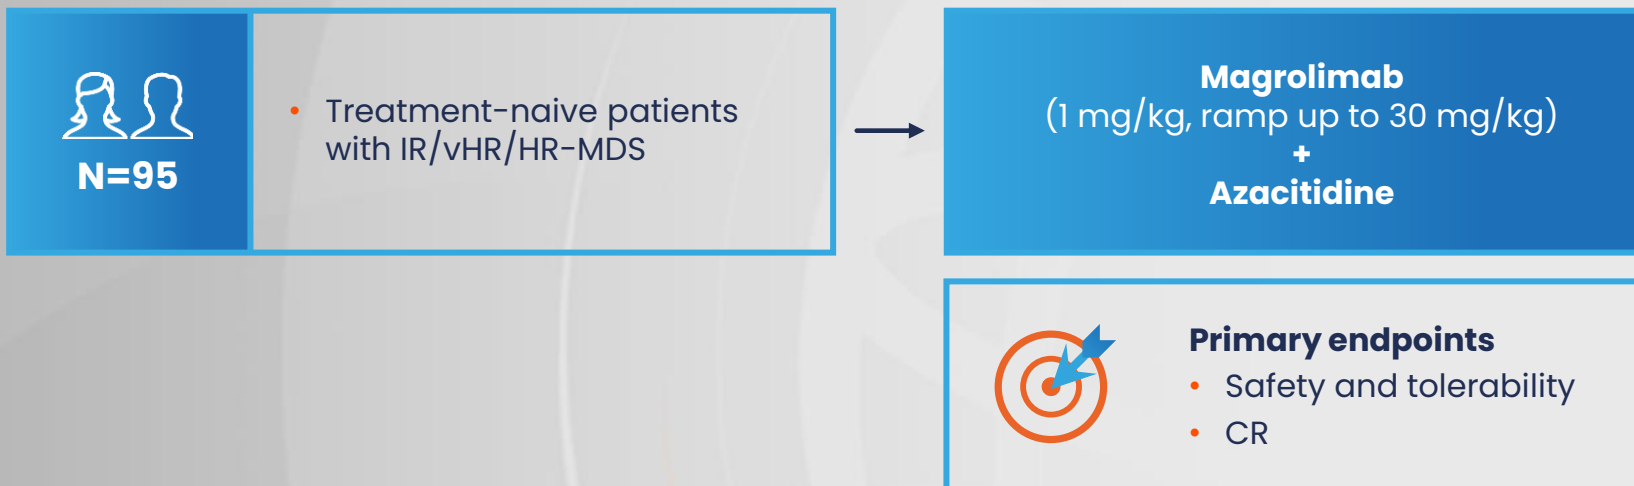 N=95
• Treatment-naive patients
with IR/vHR/HR-MDS
Magrolimab
(1 mg/kg, ramp up to 30 mg/kg)
+
Azacitidine
Primary endpoints
• Safety and tolerability
• CR